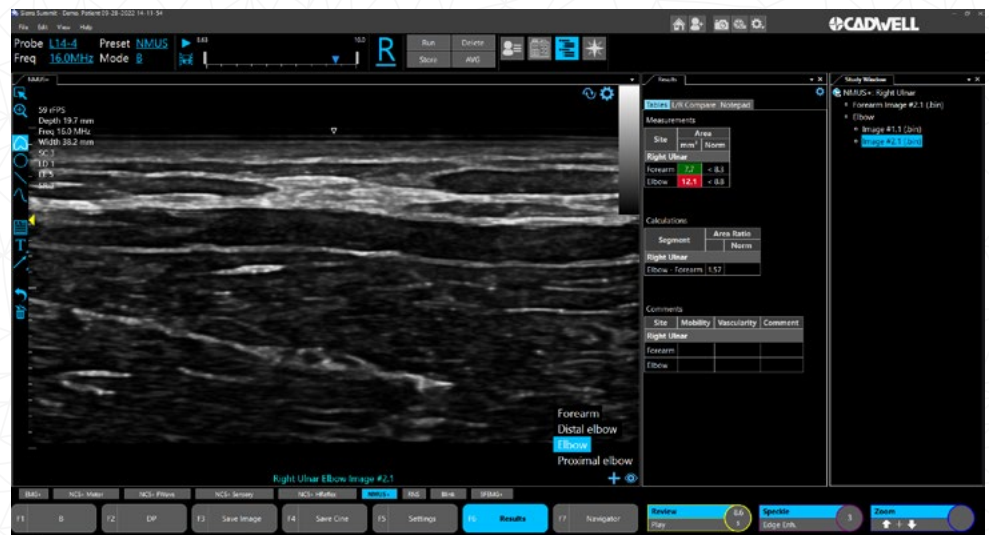 Sierra Summit - Demo, Patient 09-28-2022 14-11-54
File Edit View Help
CADWELL
Probe L14-4 Preset NMUS
Freq 16.0MHz Mode B
R
Run Delete
Store AVG
NMUS+
Results
Study Window
59 rFPS
Depth 19.7 mm
Freq 16.0 MHz
Width 38.2 mm
Tables L/R Compare Notepad
Measurements
Site Area
mm² Norm
Right Ulnar
Forearm 7.7 < 8.3
Elbow 12.1 < 8.8
Calculations
Segment Area Ratio
Norm
Right Ulnar
Elbow - Forearm 1.57
Comments
Site Mobility Vascularity Comment
Right Ulnar
Forearm
Elbow
NMUS+: Right Ulnar
Forearm Image #2.1 (.bin)
Elbow
Image #1.1 (.bin)
Image #2.1 (.bin)
T
Forearm
Distal elbow
Elbow
Proximal elbow
Right Ulnar Elbow Image #2.1
EMG+ NCS+ Motor NCS+ FWave NCS+ Sensory NCS+ HReflex NMUS+ RNS Blink SFEMG+
F1 B F2 DP F3 Save Image F4 Save Cine F5 Settings F6 Results F7 Navigator
Review
Play
Speckle 3
Edge Enh.
Zoom